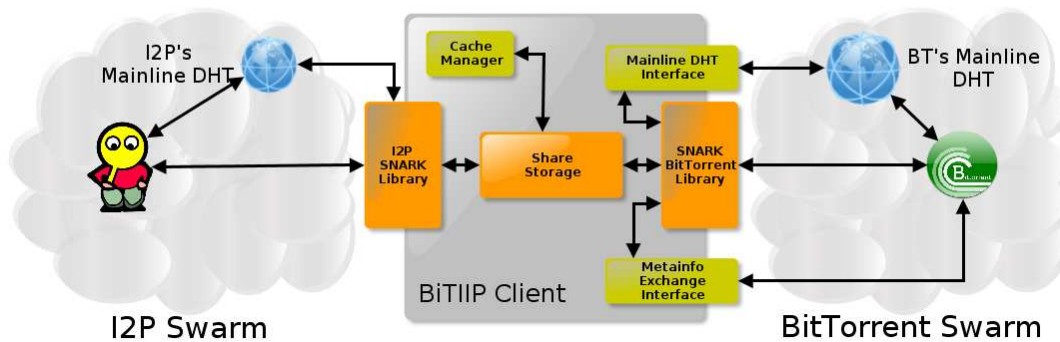 I2P's
Mainline DHT
Cache
Manager
Mainline DHT
Interface
BT's Mainline
DHT
I2P
SNARK
Library
Share
Storage
SNARK
BitTorrent
Library
BitTorrent
Metainfo
Exchange
Interface
BiTIIP Client
I2P Swarm
BitTorrent Swarm